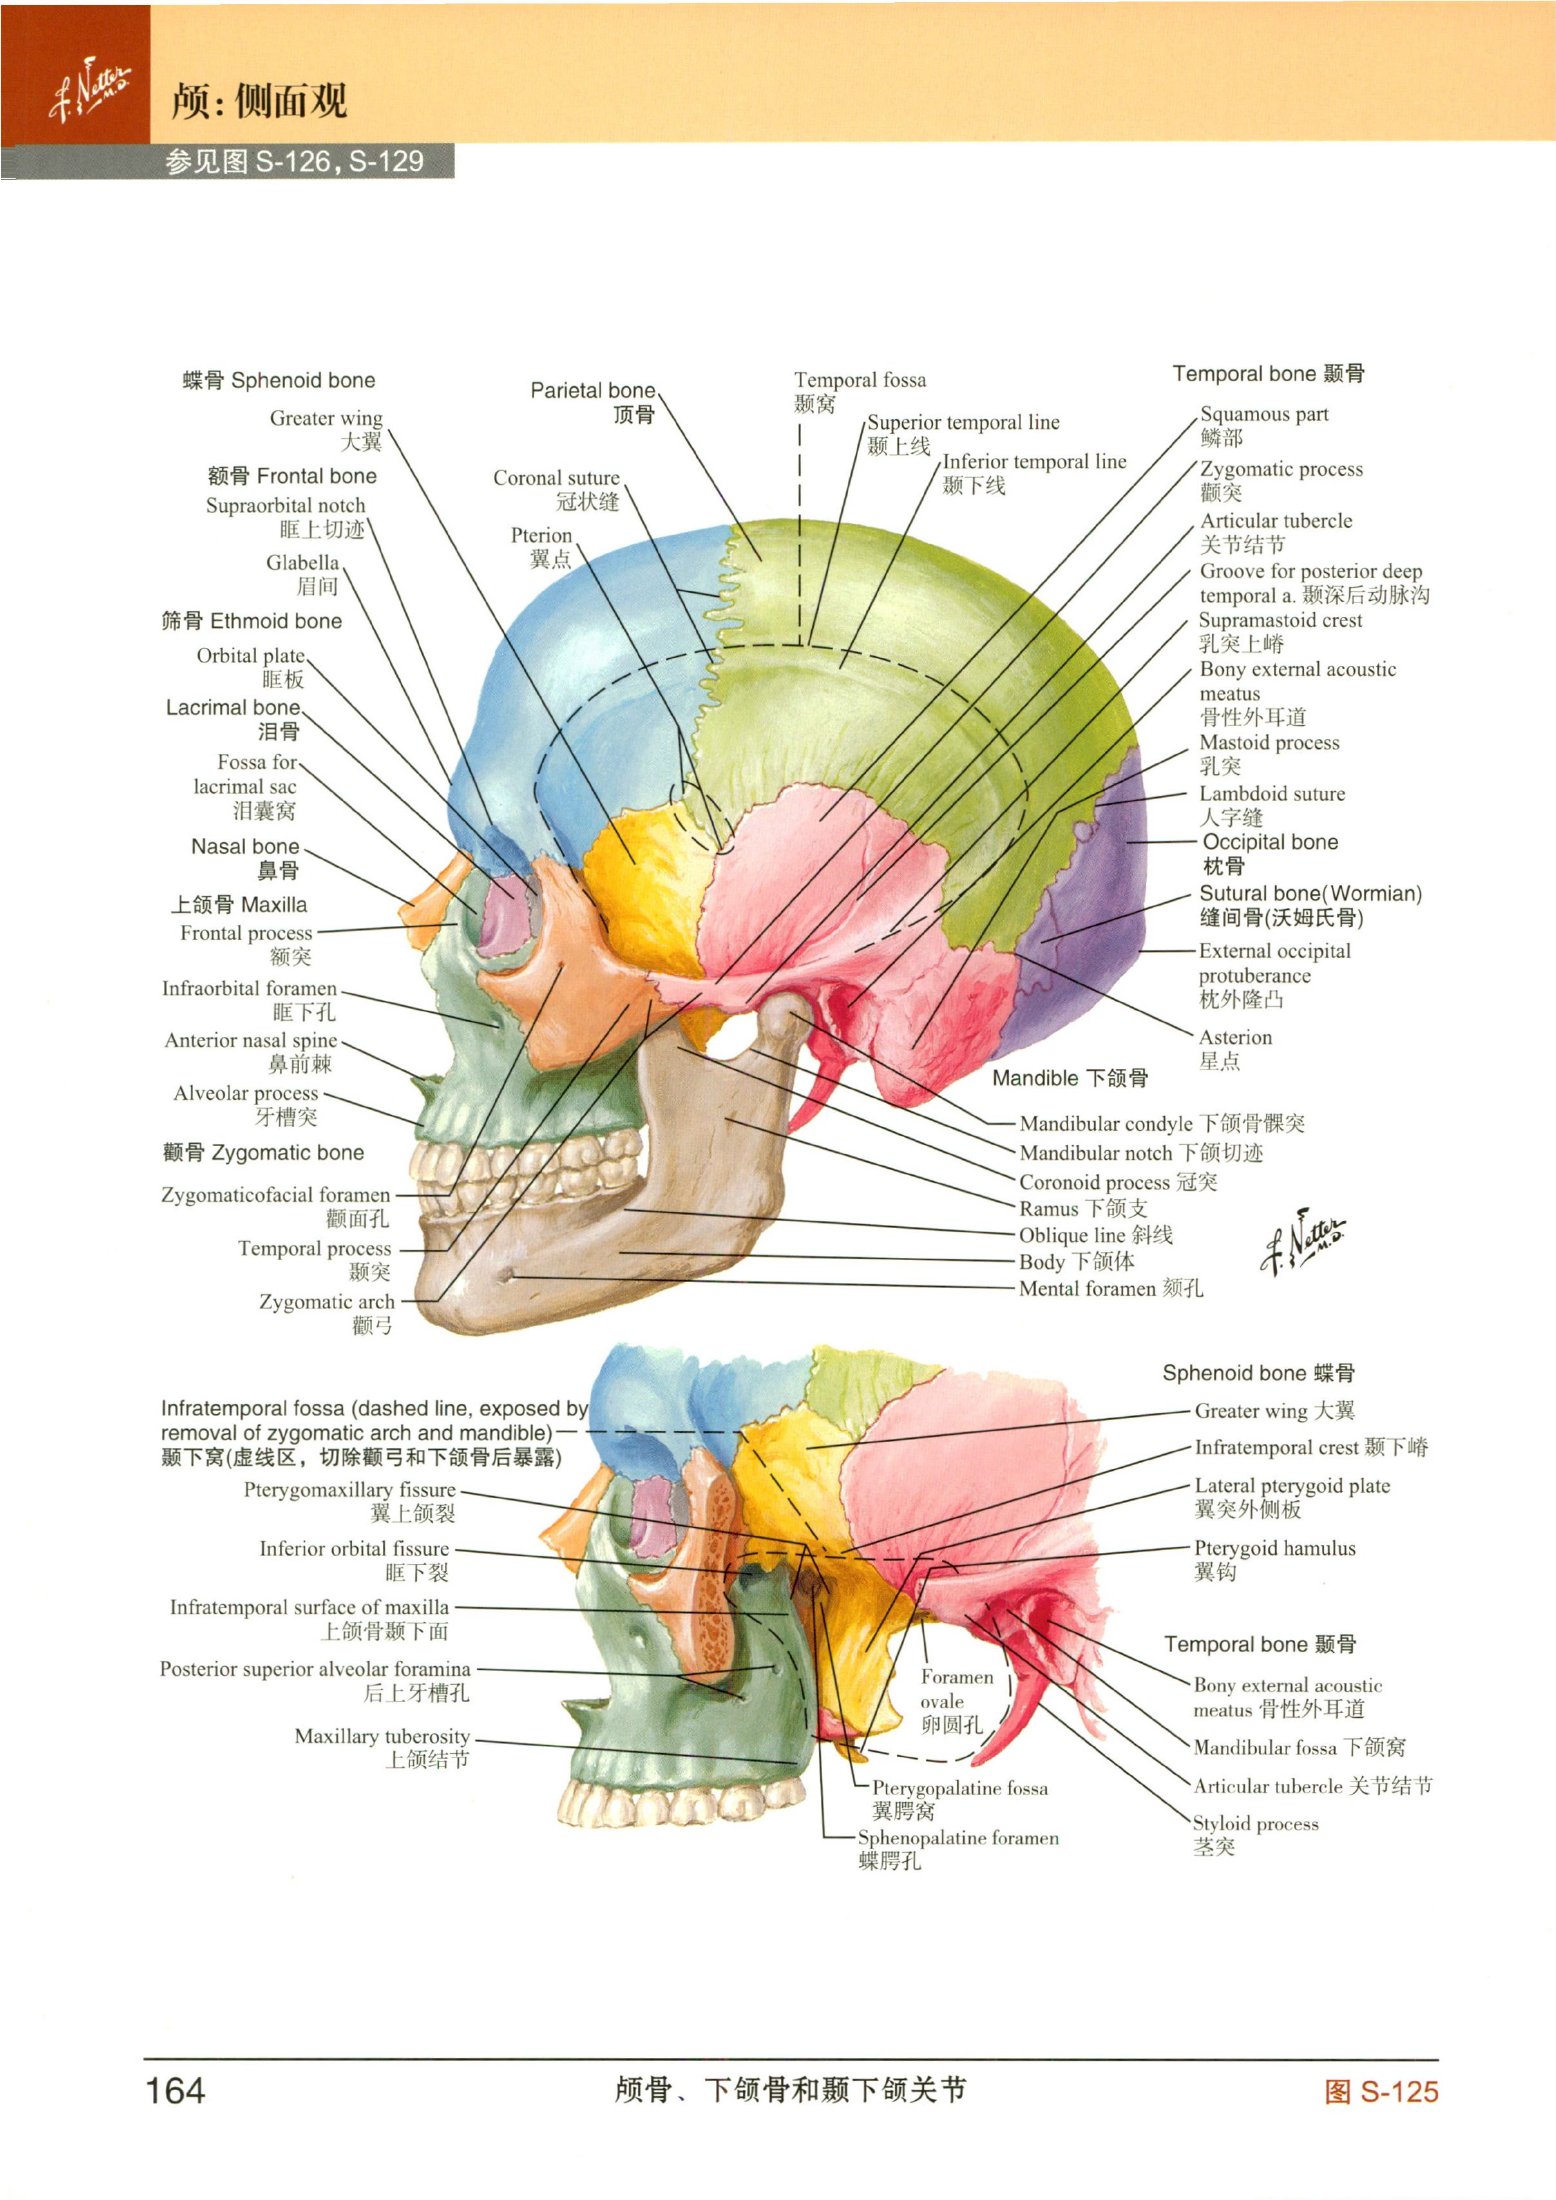 F. Netter M.D.
颅：侧面观
参见图 S-126, S-129
蝶骨 Sphenoid bone
Greater wing
大翼
额骨 Frontal bone
Supraorbital notch
眶上切迹
Glabella
眉间
筛骨 Ethmoid bone
Orbital plate
眶板
Lacrimal bone
泪骨
Fossa for
lacrimal sac
泪囊窝
Nasal bone
鼻骨
上颌骨 Maxilla
Frontal process
额突
Infraorbital foramen
眶下孔
Anterior nasal spine
鼻前棘
Alveolar process
牙槽突
颧骨 Zygomatic bone
Zygomaticofacial foramen
颧面孔
Temporal process
颞突
Zygomatic arch
颧弓
Parietal bone
顶骨
Coronal suture
冠状缝
Pterion
翼点
Temporal fossa
颞窝
Superior temporal line
颞上线
Inferior temporal line
颞下线
Temporal bone 颞骨
Squamous part
鳞部
Zygomatic process
颧突
Articular tubercle
关节结节
Groove for posterior deep
temporal a. 颞深后动脉沟
Supramastoid crest
乳突上嵴
Bony external acoustic
meatus
骨性外耳道
Mastoid process
乳突
Lambdoid suture
人字缝
Occipital bone
枕骨
Sutural bone(Wormian)
缝间骨(沃姆氏骨)
External occipital
protuberance
枕外隆凸
Asterion
星点
Mandible 下颌骨
Mandibular condyle 下颌骨髁突
Mandibular notch 下颌切迹
Coronoid process 冠突
Ramus 下颌支
Oblique line 斜线
Body 下颌体
Mental foramen 颏孔
F. Netter M.D.
Infratemporal fossa (dashed line, exposed by
removal of zygomatic arch and mandible)
颞下窝(虚线区，切除颧弓和下颌骨后暴露)
Pterygomaxillary fissure
翼上颌裂
Inferior orbital fissure
眶下裂
Infratemporal surface of maxilla
上颌骨颞下面
Posterior superior alveolar foramina
后上牙槽孔
Maxillary tuberosity
上颌结节
Foramen
ovale
卵圆孔
Pterygopalatine fossa
翼腭窝
Sphenopalatine foramen
蝶腭孔
Sphenoid bone 蝶骨
Greater wing 大翼
Infratemporal crest 颞下嵴
Lateral pterygoid plate
翼突外侧板
Pterygoid hamulus
翼钩
Temporal bone 颞骨
Bony external acoustic
meatus 骨性外耳道
Mandibular fossa 下颌窝
Articular tubercle 关节结节
Styloid process
茎突
164
颅骨、下颌骨和颞下颌关节
图 S-125